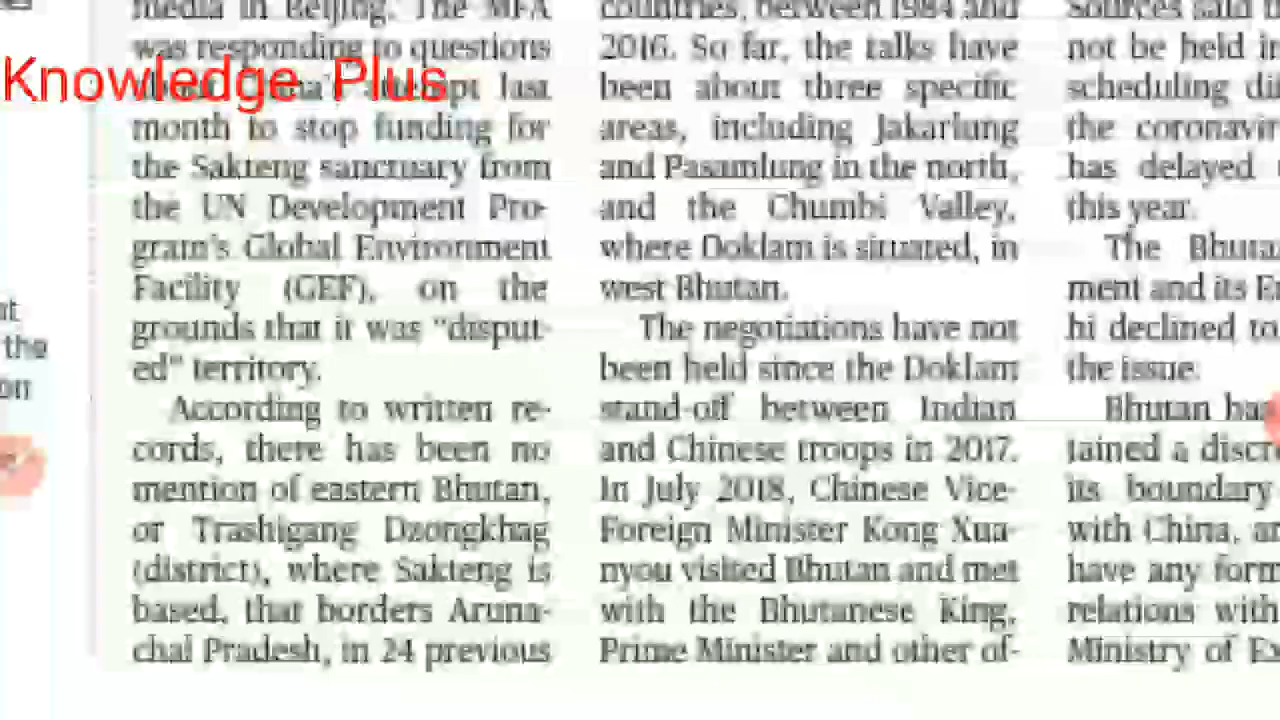 Knowledge Plus
media in Beijing. The MFA
was responding to questions
last
month to stop funding for
the Sakteng sanctuary from
the UN Development Pro-
gram's Global Environment
Facility (GEF), on the
grounds that it was "disput-
ed" territory.
According to written re-
cords, there has been no
mention of eastern Bhutan,
or Trashigang Dzongkhag
(district), where Sakteng is
based, that borders Aruna-
chal Pradesh, in 24 previous
countries, between 1984 and
2016. So far, the talks have
been about three specific
areas, including Jakarlung
and Pasamlung in the north,
and the Chumbi Valley,
where Doklam is situated, in
west Bhutan.
The negotiations have not
been held since the Doklam
stand-off between Indian
and Chinese troops in 2017.
In July 2018, Chinese Vice-
Foreign Minister Kong Xua-
nyou visited Bhutan and met
with the Bhutanese King,
Prime Minister and other of-
Sources said
not be held in
scheduling di
the coronavir
has delayed
this year.
The Bhuta
ment and its E
hi declined to
the issue.
Bhutan has
tained a discr
its boundary
with China, a
have any form
relations with
Ministry of Ex
the
on